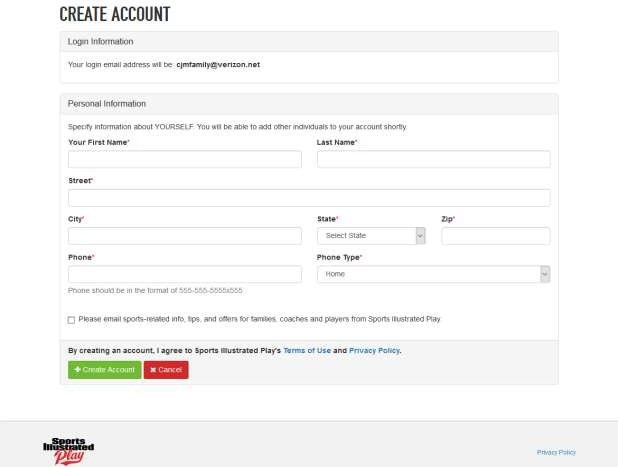 CREATE ACCOUNT
Login Information
Your login email address will be: cjmfamily@verizon.net
Personal Information
Specify information about YOURSELF. You will be able to add other individuals to your account shortly.
Your First Name* Last Name*
Street*
City* State* Zip*
Select State
Phone* Phone Type*
Home
Phone should be in the format of 555-555-5555x555
Please email sports-related info, tips, and offers for families, coaches and players from Sports Illustrated Play.
By creating an account, I agree to Sports Illustrated Play's Terms of Use and Privacy Policy.
+ Create Account ✖ Cancel
Sports
Illustrated
Play
Privacy Policy